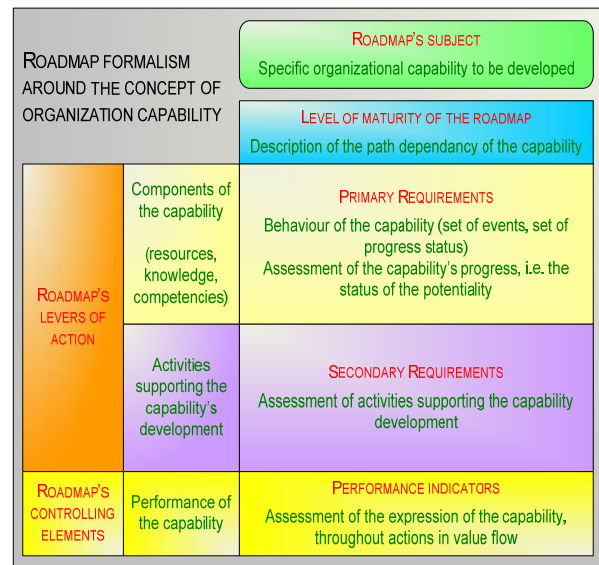 ROADMAP FORMALISM
AROUND THE CONCEPT OF
ORGANIZATION CAPABILITY
ROADMAP'S SUBJECT
Specific organizational capability to be developed
LEVEL OF MATURITY OF THE ROADMAP
Description of the path dependancy of the capability
ROADMAP'S
LEVERS OF
ACTION
Components of
the capability
(resources,
knowledge,
competencies)
PRIMARY REQUIREMENTS
Behaviour of the capability (set of events, set of
progress status)
Assessment of the capability's progress, i.e. the
status of the potentiality
Activities
supporting the
capability's
development
SECONDARY REQUIREMENTS
Assessment of activities supporting the capability
development
ROADMAP'S
CONTROLLING
ELEMENTS
Performance of
the capability
PERFORMANCE INDICATORS
Assessment of the expression of the capability,
throughout actions in value flow